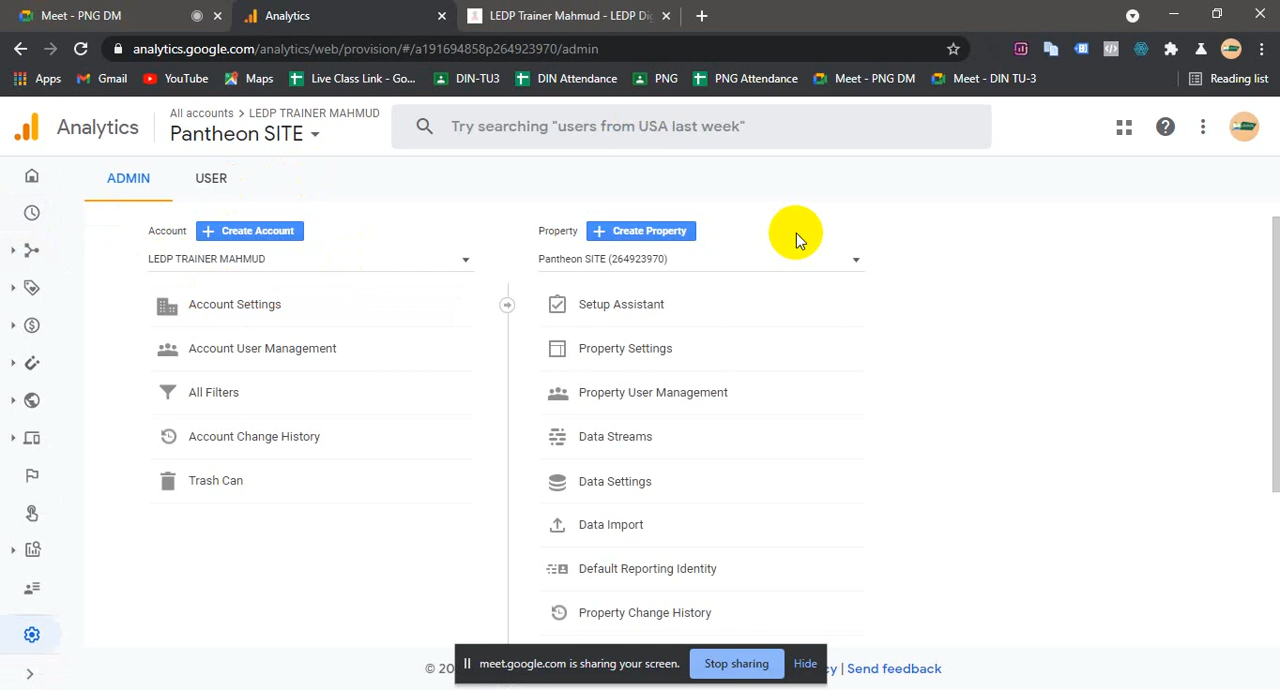 Meet - PNG DM
Analytics
LEDP Trainer Mahmud - LEDP Di
analytics.google.com/analytics/web/provision/#/a191694858p264923970/admin
Apps
Gmail
YouTube
Maps
Live Class Link - Go...
DIN-TU3
DIN Attendance
PNG
PNG Attendance
Meet - PNG DM
Meet - DIN TU-3
Reading list
Analytics
All accounts > LEDP TRAINER MAHMUD
Pantheon SITE
Try searching "users from USA last week"
ADMIN
USER
Account
+ Create Account
Property
+ Create Property
LEDP TRAINER MAHMUD
Pantheon SITE (264923970)
Account Settings
Account User Management
All Filters
Account Change History
Trash Can
Setup Assistant
Property Settings
Property User Management
Data Streams
Data Settings
Data Import
Default Reporting Identity
Property Change History
meet.google.com is sharing your screen.
Stop sharing
Hide
© 20
y | Send feedback